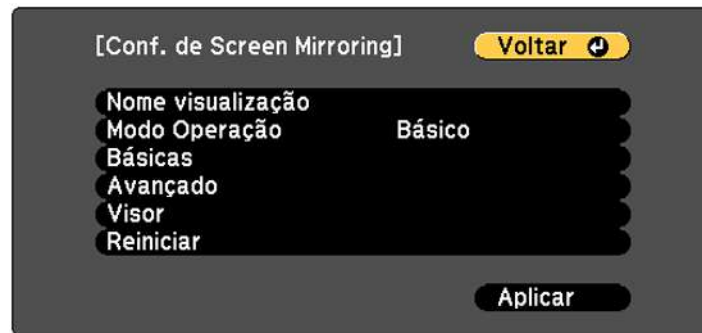 [Conf. de Screen Mirroring]
Voltar
Nome visualização
Modo Operação Básico
Básicas
Avançado
Visor
Reiniciar
Aplicar